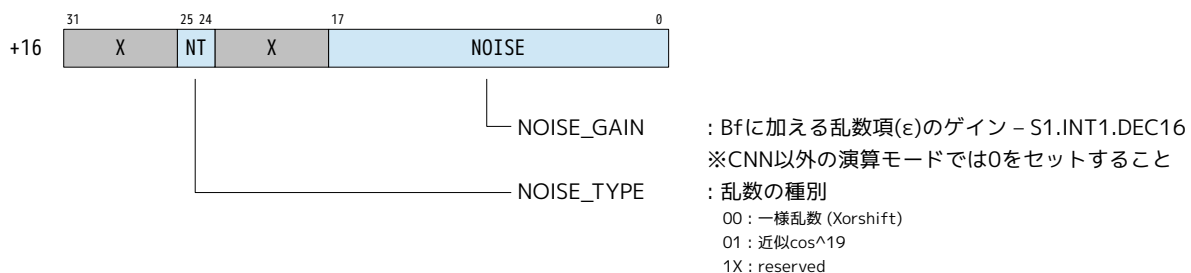 31 25 24 17 0
+16 X NT X NOISE
NOISE_GAIN : Bfに加える乱数項(ε)のゲイン – S1.INT1.DEC16
※CNN以外の演算モードでは0をセットすること
NOISE_TYPE : 乱数の種別
00 : 一様乱数 (Xorshift)
01 : 近似cos^19
1X : reserved